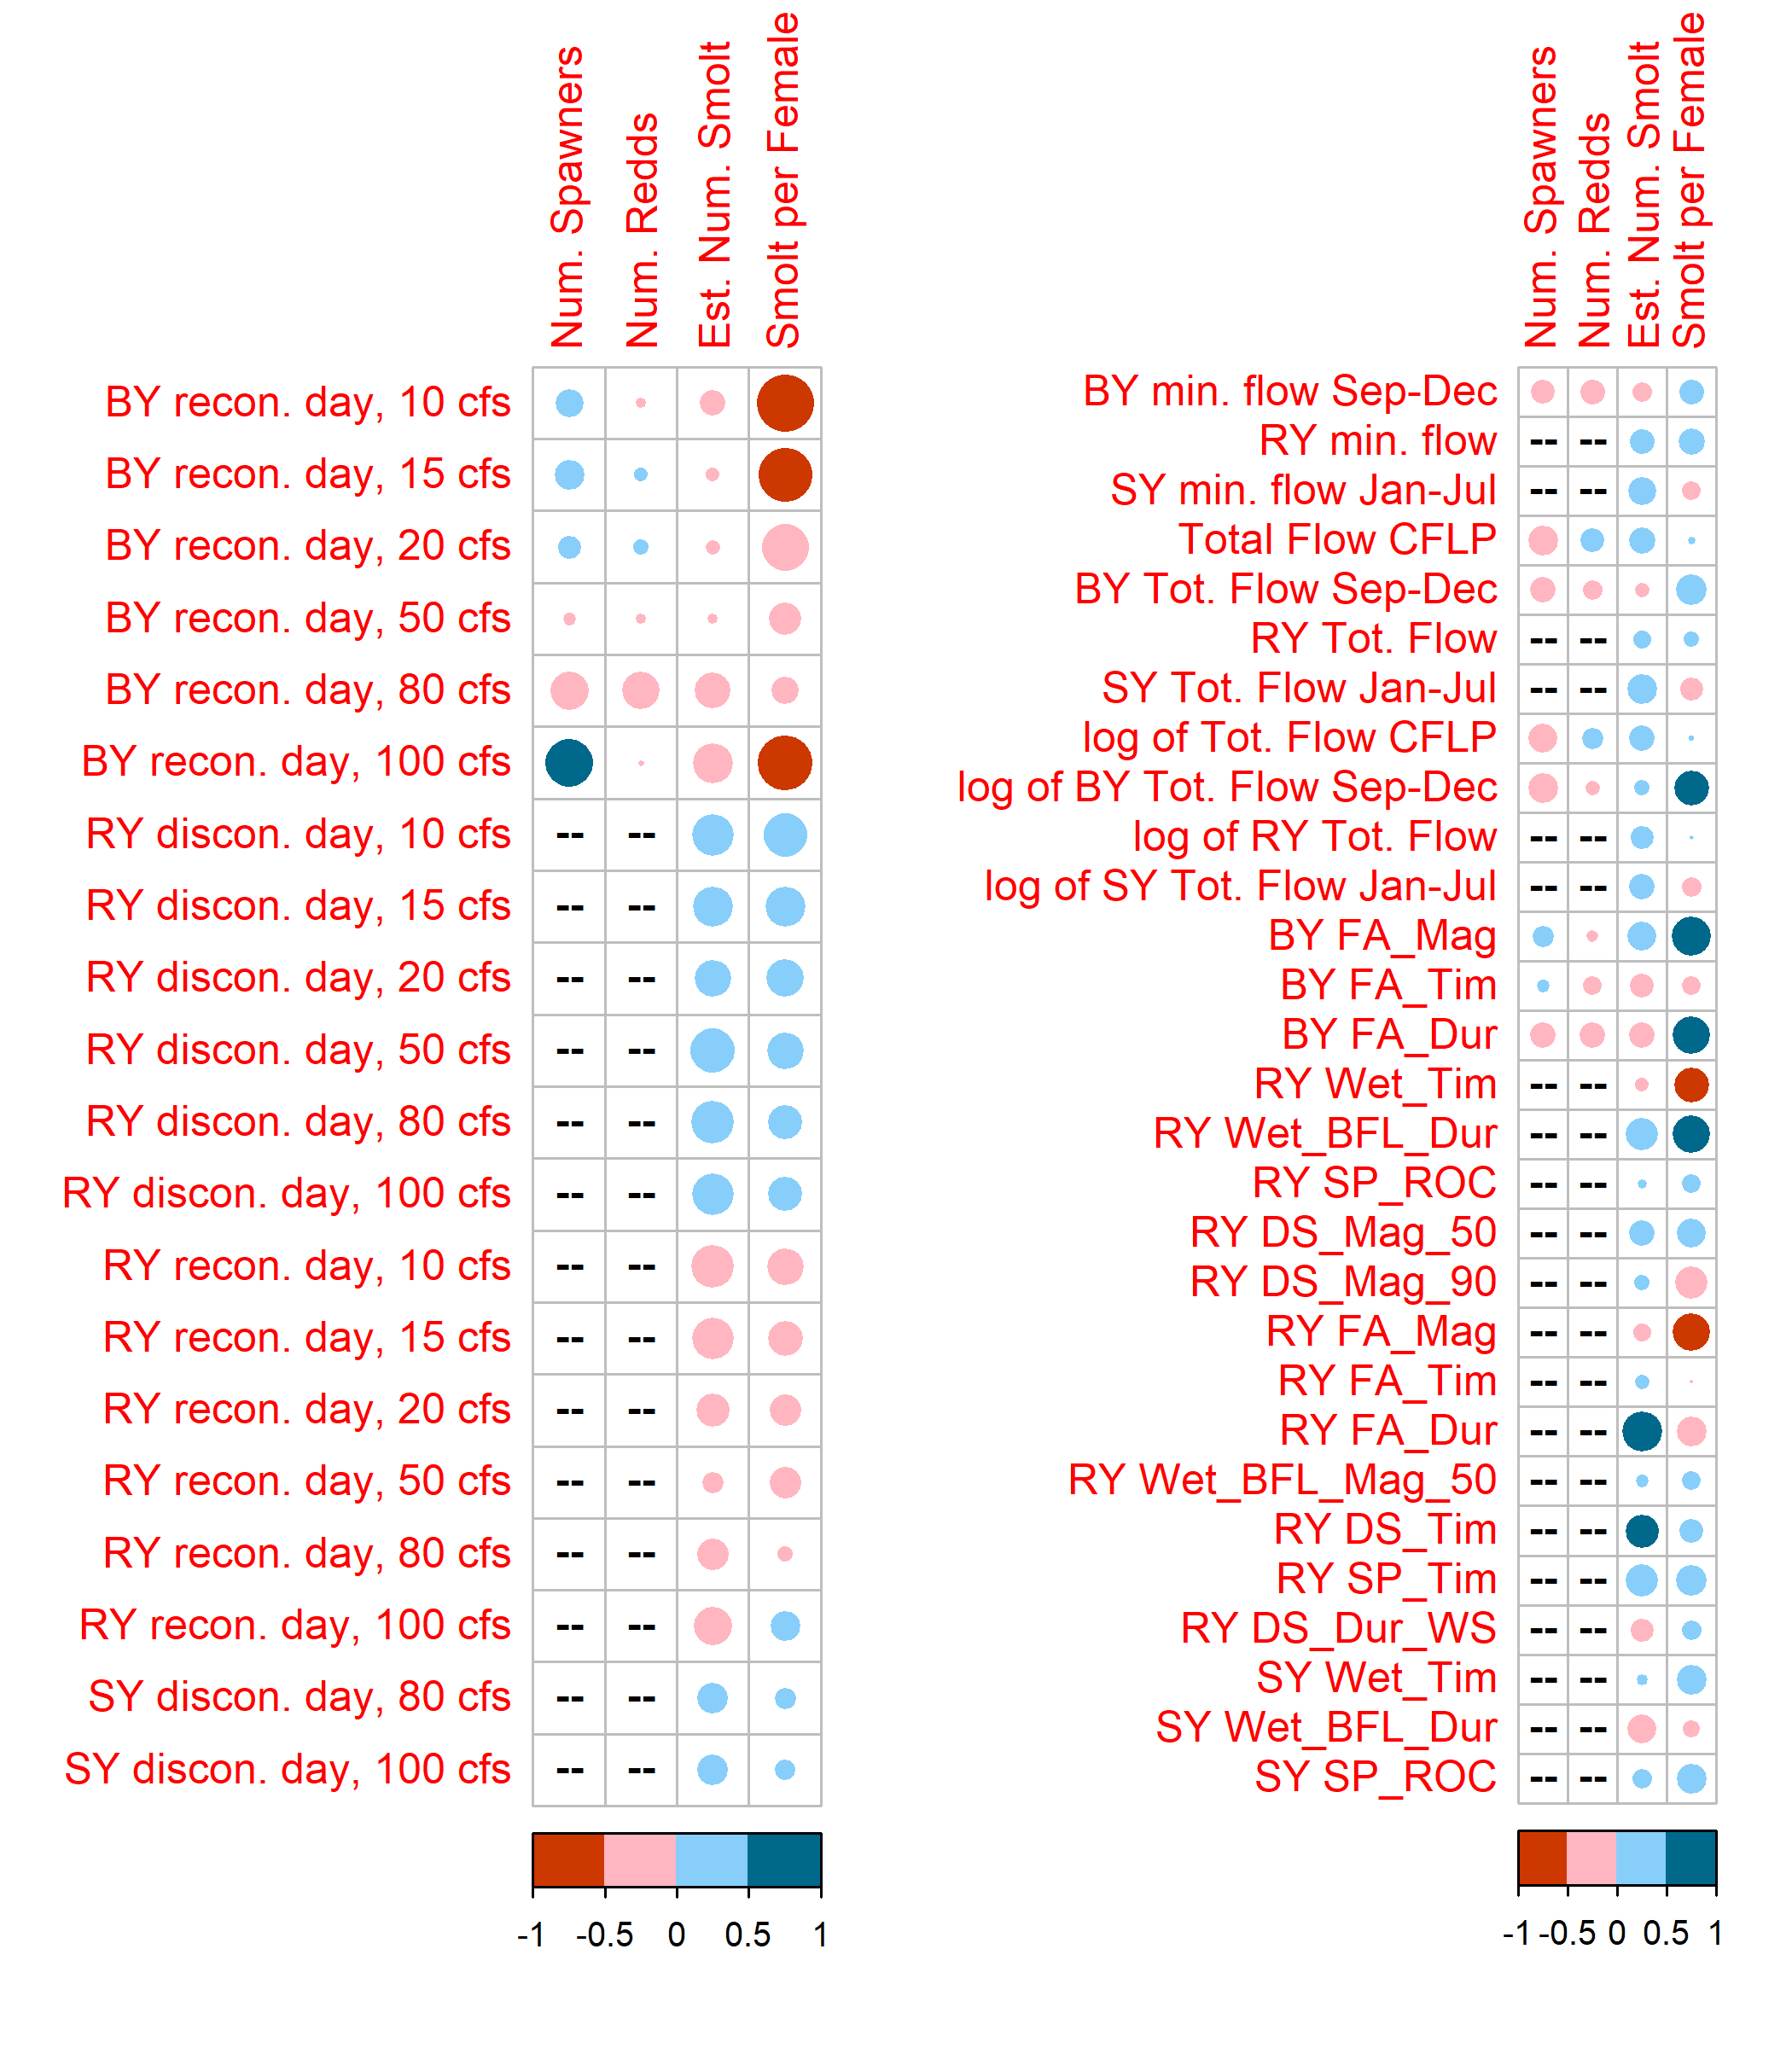 Num. Spawners
Num. Redds
Est. Num. Smolt
Smolt per Female
BY recon. day, 10 cfs
BY recon. day, 15 cfs
BY recon. day, 20 cfs
BY recon. day, 50 cfs
BY recon. day, 80 cfs
BY recon. day, 100 cfs
RY discon. day, 10 cfs -- --
RY discon. day, 15 cfs -- --
RY discon. day, 20 cfs -- --
RY discon. day, 50 cfs -- --
RY discon. day, 80 cfs -- --
RY discon. day, 100 cfs -- --
RY recon. day, 10 cfs -- --
RY recon. day, 15 cfs -- --
RY recon. day, 20 cfs -- --
RY recon. day, 50 cfs -- --
RY recon. day, 80 cfs -- --
RY recon. day, 100 cfs -- --
SY discon. day, 80 cfs -- --
SY discon. day, 100 cfs -- --
-1 -0.5 0 0.5 1
Num. Spawners
Num. Redds
Est. Num. Smolt
Smolt per Female
BY min. flow Sep-Dec
RY min. flow -- --
SY min. flow Jan-Jul -- --
Total Flow CFLP
BY Tot. Flow Sep-Dec
RY Tot. Flow -- --
SY Tot. Flow Jan-Jul -- --
log of Tot. Flow CFLP
log of BY Tot. Flow Sep-Dec
log of RY Tot. Flow -- --
log of SY Tot. Flow Jan-Jul -- --
BY FA_Mag
BY FA_Tim
BY FA_Dur
RY Wet_Tim -- --
RY Wet_BFL_Dur -- --
RY SP_ROC -- --
RY DS_Mag_50 -- --
RY DS_Mag_90 -- --
RY FA_Mag -- --
RY FA_Tim -- --
RY FA_Dur -- --
RY Wet_BFL_Mag_50 -- --
RY DS_Tim -- --
RY SP_Tim -- --
RY DS_Dur_WS -- --
SY Wet_Tim -- --
SY Wet_BFL_Dur -- --
SY SP_ROC -- --
-1 -0.5 0 0.5 1